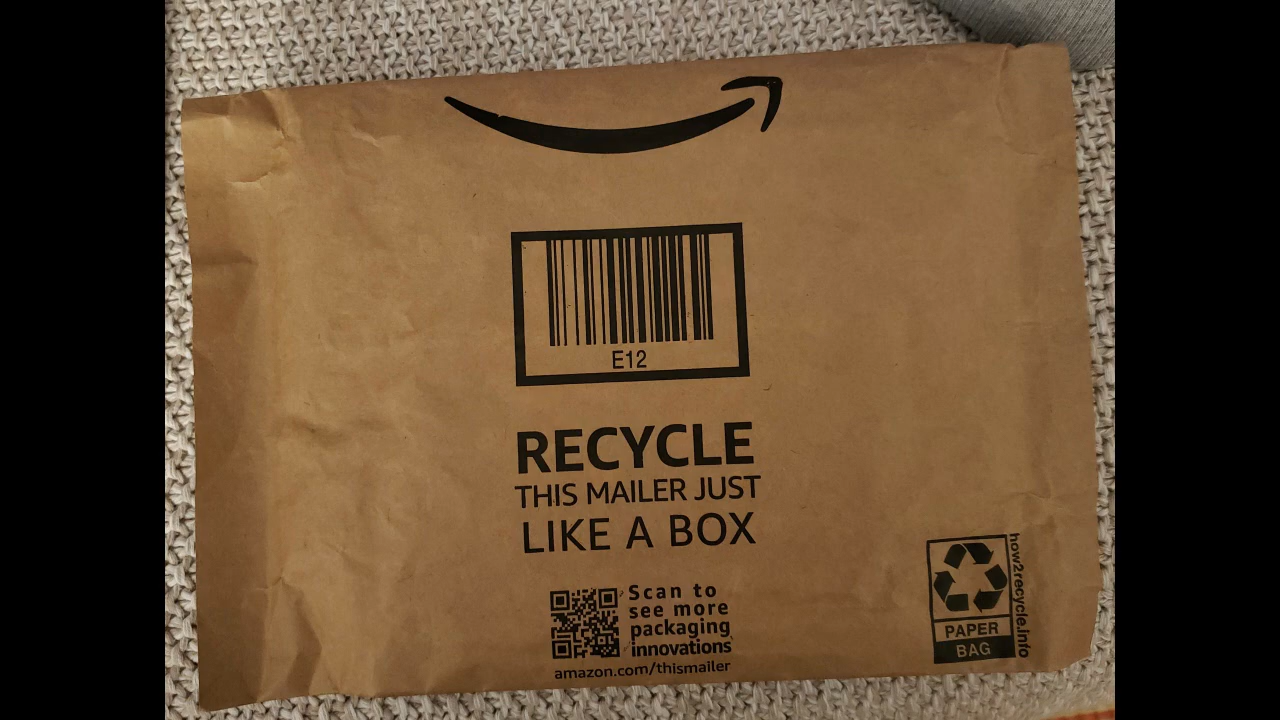 E12
RECYCLE
THIS MAILER JUST
LIKE A BOX
Scan to
see more
packaging
innovations
amazon.com/thismailer
how2recycle.info
PAPER
BAG